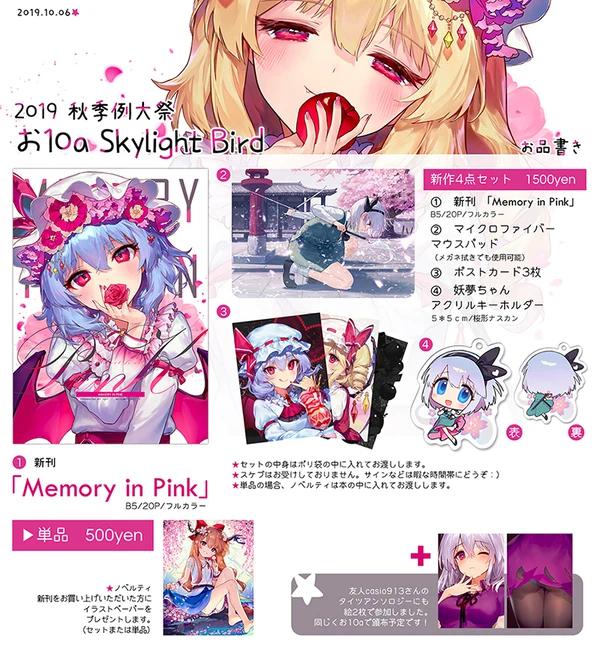 2019.10.06★
2019 秋季例大祭
お10a Skylight Bird
お品書き
MEMORY
新作4点セット 1500yen
① 新刊 「Memory in Pink」
B5/20P/フルカラー
② マイクロファイバー
マウスパッド
(メガネ拭きでも使用可能)
③ ポストカード3枚
④ 妖夢ちゃん
アクリルキーホルダー
5*5cm/桜形ナスカン
2
3
4
表
裏
Pink
MEMORY IN PINK
1 新刊
「Memory in Pink」
B5/20P/フルカラー
★セットの中身はポリ袋の中に入れてお渡しします。
★スケブはお受けしておりません。サインなどは暇な時間帯にどうぞ:)
★単品の場合、ノベルティは本の中に入れてお渡しします。
▶単品 500yen
★ノベルティ
新刊をお買い上げいただいた方に
イラストペーパーを
プレゼントします。
(セットまたは単品)
+
友人casio913さんの
タイツアンソロジーにも
絵2枚で参加しました。
同じくお10aで頒布予定です!